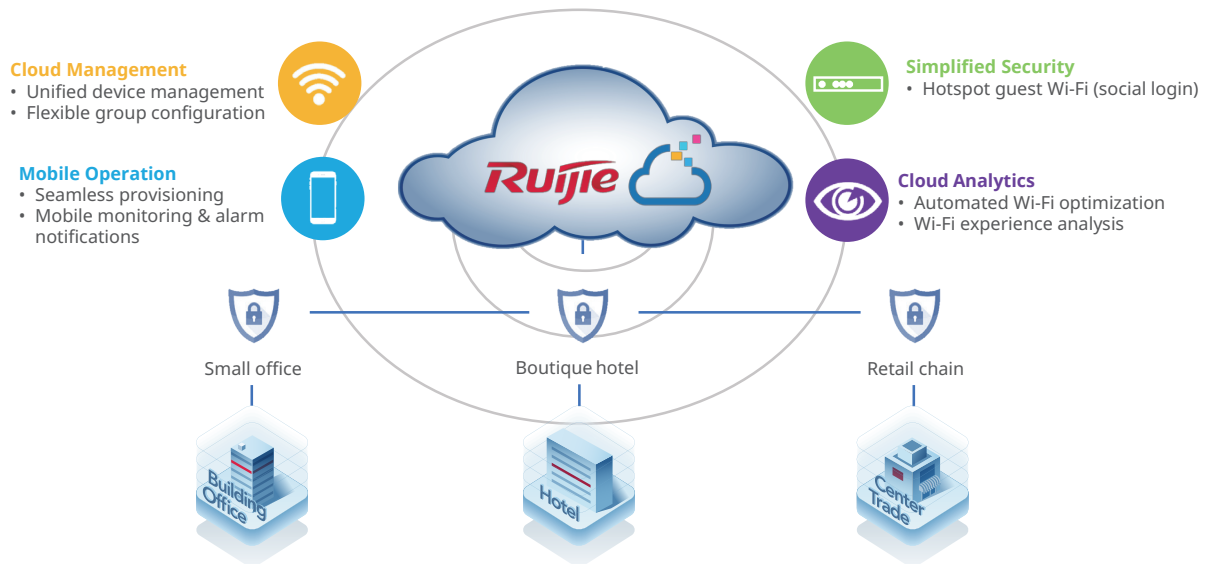 Cloud Management
• Unified device management
• Flexible group configuration
Mobile Operation
• Seamless provisioning
• Mobile monitoring & alarm
notifications
Ruijie
Simplified Security
• Hotspot guest Wi-Fi (social login)
Cloud Analytics
• Automated Wi-Fi optimization
• Wi-Fi experience analysis
Small office
Boutique hotel
Retail chain
Building
Office
Hotel
Center
Trade